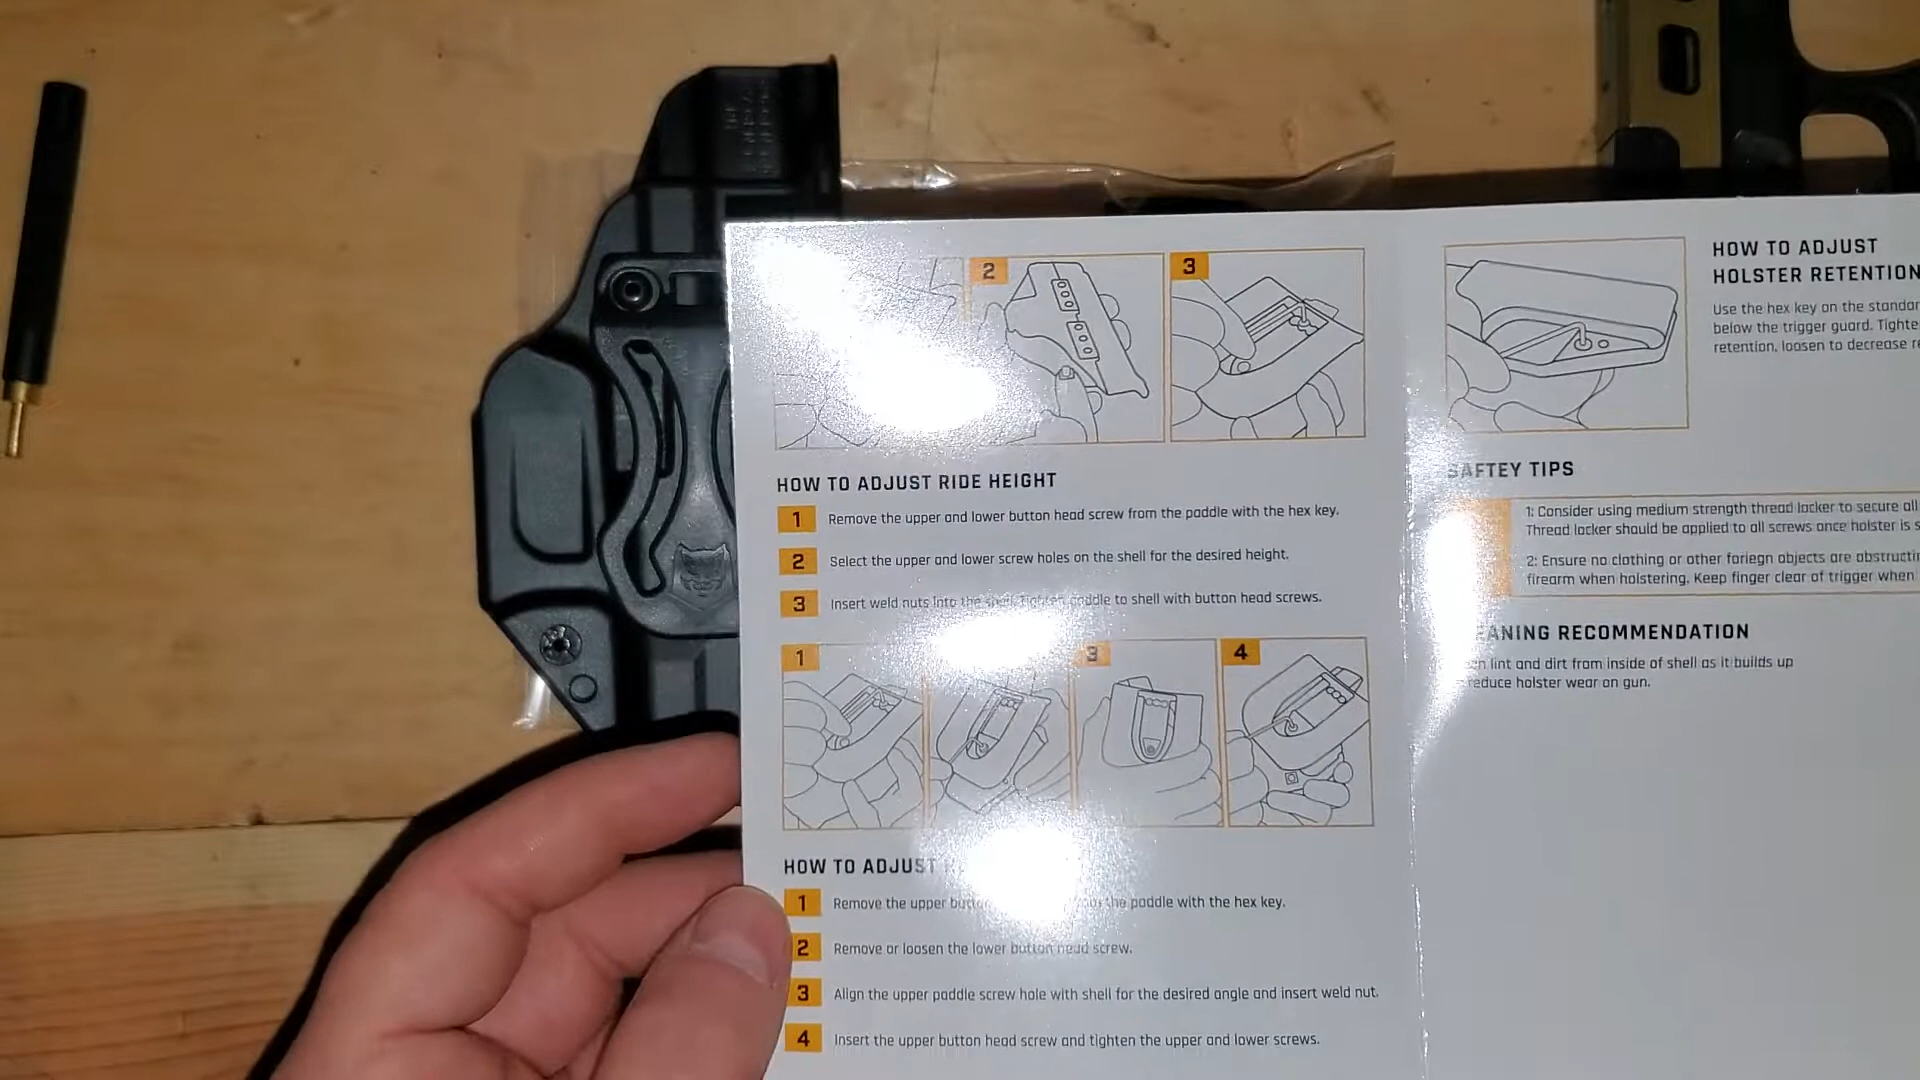 2
3
HOW TO ADJUST RIDE HEIGHT
1 Remove the upper and lower button head screw from the paddle with the hex key.
2 Select the upper and lower screw holes on the shell for the desired height.
3 Insert weld nuts into the shell, tighten paddle to shell with button head screws.
1
3
4
HOW TO ADJUST
1 Remove the upper the paddle with the hex key.
2 Remove or loosen the lower button head screw.
3 Align the upper paddle screw hole with shell for the desired angle and insert weld nut.
4 Insert the upper button head screw and tighten the upper and lower screws.
HOW TO ADJUST
HOLSTER RETENTION
Use the hex key on the
below the trigger guard.
retention, loosen to decrease
SAFTEY TIPS
1: Consider using medium strength thread locker to secure all
Thread locker should be applied to all screws once holster is
2: Ensure no clothing or other foriegn objects are
firearm when holstering. Keep finger clear of trigger when
RECOMMENDATION
lint and dirt from inside of shell as it builds up
reduce holster wear on gun.